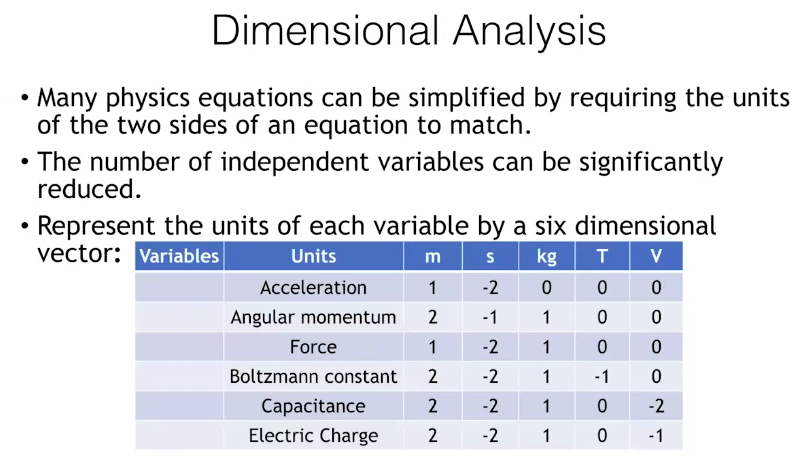 Dimensional Analysis
• Many physics equations can be simplified by requiring the units
of the two sides of an equation to match.
• The number of independent variables can be significantly
reduced.
• Represent the units of each variable by a six dimensional
vector:
Variables Units m s kg T V
Acceleration 1 -2 0 0 0
Angular momentum 2 -1 1 0 0
Force 1 -2 1 0 0
Boltzmann constant 2 -2 1 -1 0
Capacitance 2 -2 1 0 -2
Electric Charge 2 -2 1 0 -1